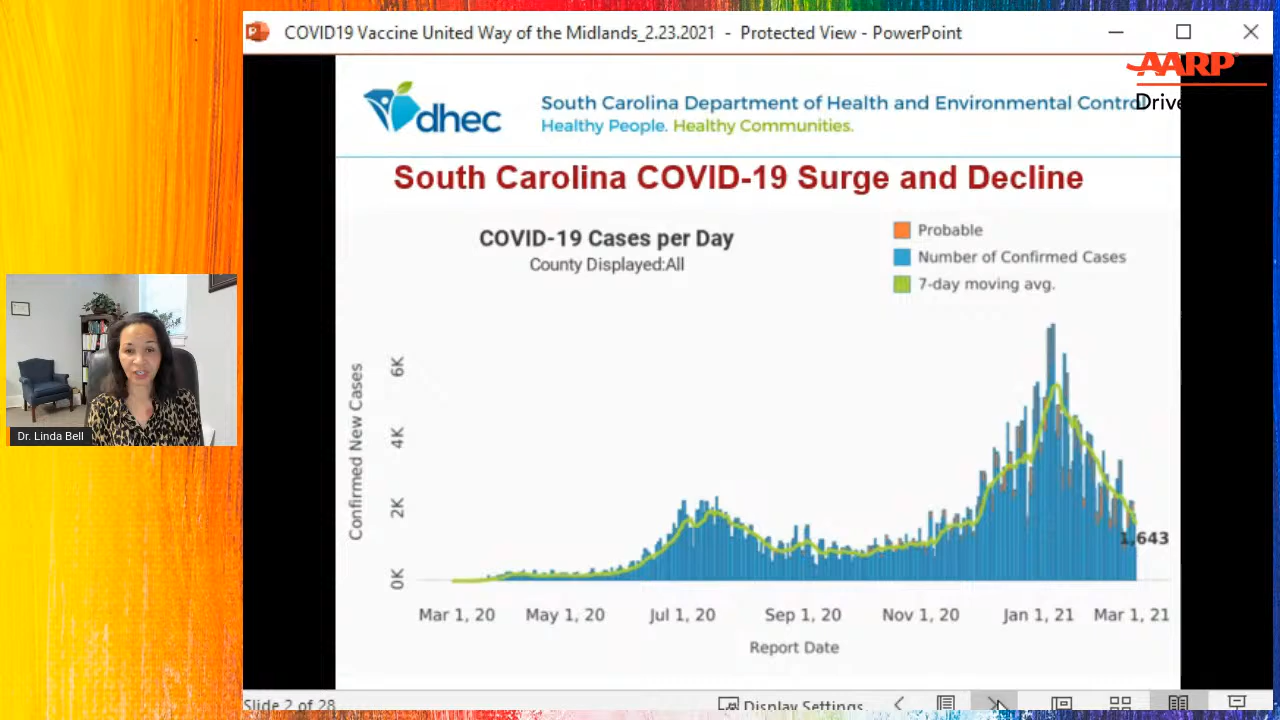 COVID19 Vaccine United Way of the Midlands_2.23.2021 - Protected View - PowerPoint
AARP
Drive
dhec
South Carolina Department of Health and Environmental Control
Healthy People. Healthy Communities.
South Carolina COVID-19 Surge and Decline
COVID-19 Cases per Day
County Displayed:All
Probable
Number of Confirmed Cases
7-day moving avg.
Confirmed New Cases
6K
4K
2K
0K
1,643
Mar 1, 20 May 1, 20 Jul 1, 20 Sep 1, 20 Nov 1, 20 Jan 1, 21 Mar 1, 21
Report Date
Dr. Linda Bell
Slide 2 of 28
Display Settings